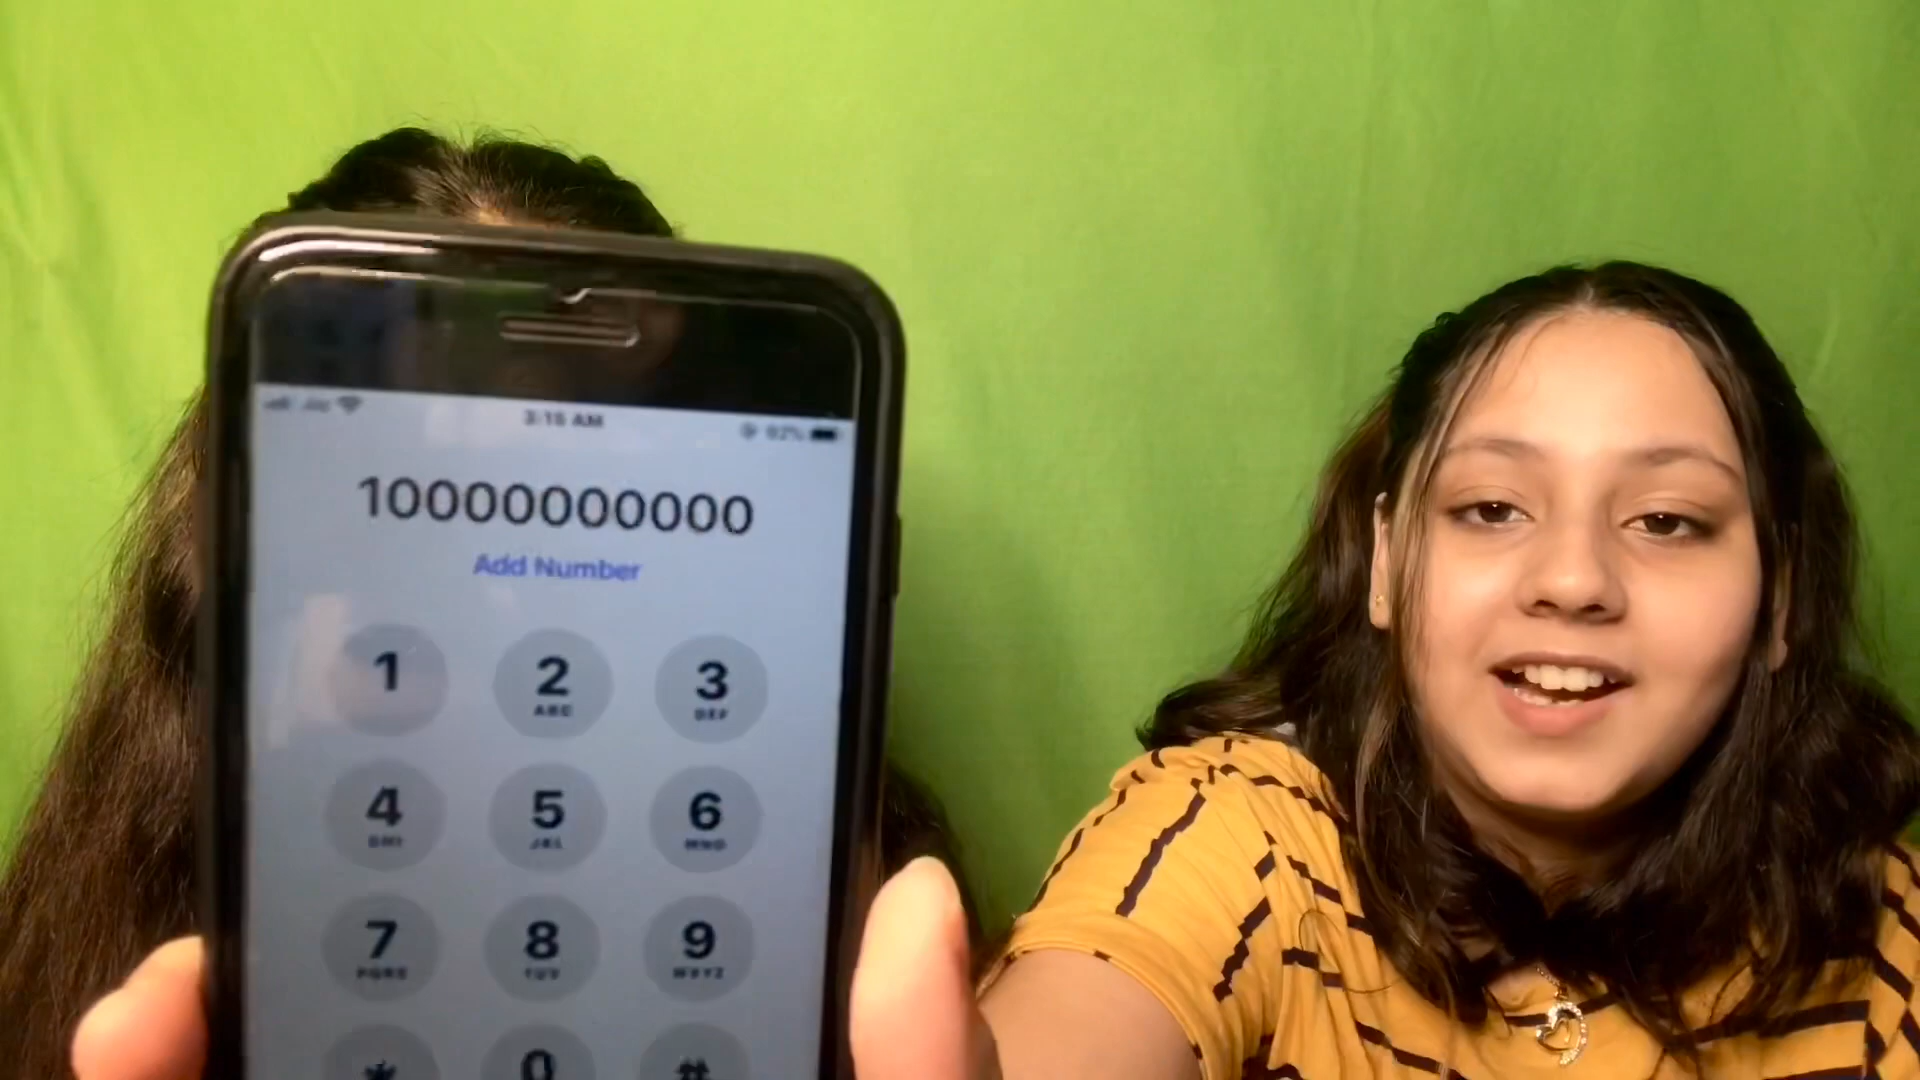 3:15 AM 92%
10000000000
Add Number
1 2 3
ABC DEF
4 5 6
GHI JKL MNO
7 8 9
PQRS TUV WXYZ
* 0 #